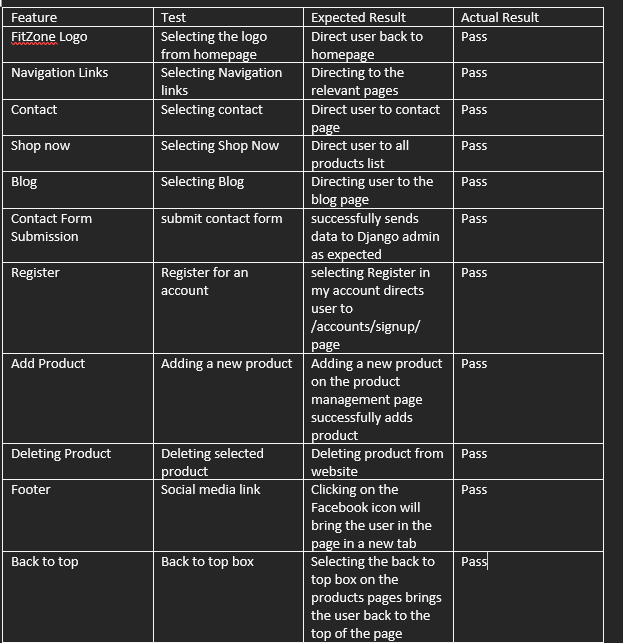 Feature Test Expected Result Actual Result
FitZone Logo Selecting the logo Direct user back to Pass
from homepage homepage
Navigation Links Selecting Navigation Directing to the Pass
links relevant pages
Contact Selecting contact Direct user to contact Pass
page
Shop now Selecting Shop Now Direct user to all Pass
products list
Blog Selecting Blog Directing user to the Pass
blog page
Contact Form submit contact form successfully sends Pass
Submission data to Django admin
as expected
Register Register for an selecting Register in Pass
account my account directs
user to
/accounts/signup/
page
Add Product Adding a new product Adding a new product Pass
on the product
management page
successfully adds
product
Deleting Product Deleting selected Deleting product from Pass
product website
Footer Social media link Clicking on the Pass
Facebook icon will
bring the user in the
page in a new tab
Back to top Back to top box Selecting the back to Pass
top box on the
products pages brings
the user back to the
top of the page